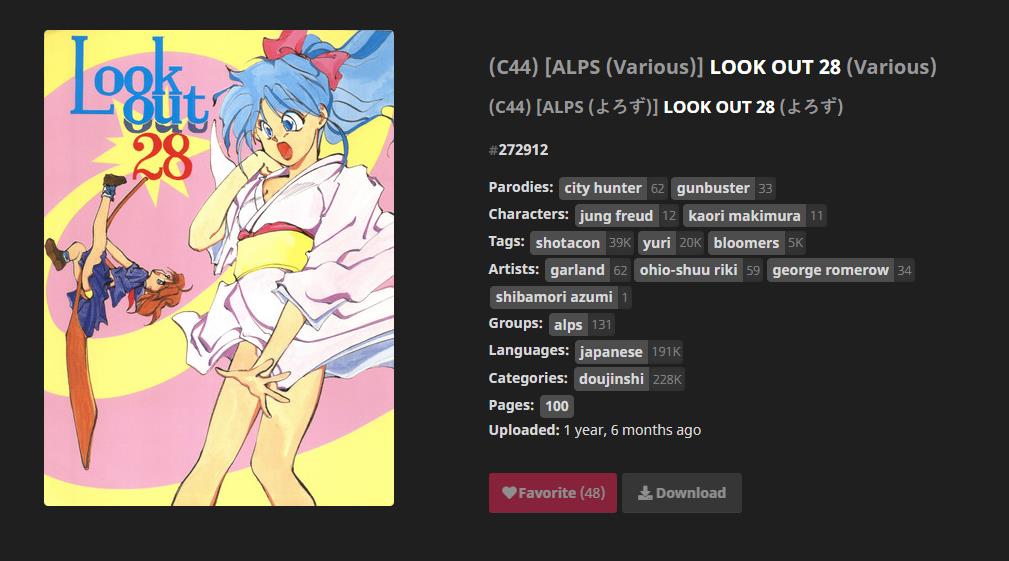 Look
out
28
(C44) [ALPS (Various)] LOOK OUT 28 (Various)
(C44) [ALPS (よろず)] LOOK OUT 28 (よろず)
#272912
Parodies: city hunter 62 gunbuster 33
Characters: jung freud 12 kaori makimura 11
Tags: shotacon 39K yuri 20K bloomers 5K
Artists: garland 62 ohio-shuu riki 59 george romerow 34
shibamori azumi 1
Groups: alps 131
Languages: japanese 191K
Categories: doujinshi 228K
Pages: 100
Uploaded: 1 year, 6 months ago
Favorite (48) Download